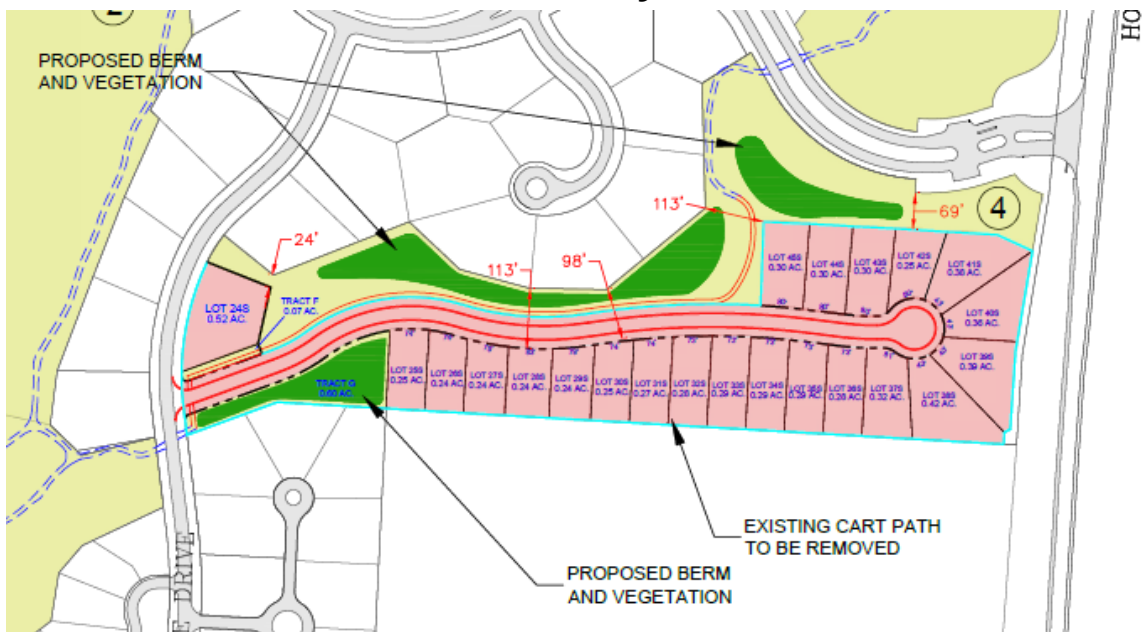 2
HO
PROPOSED BERM
AND VEGETATION
4
69'
113'
24'
113'
98'
LOT 45S
0.30 AC.
LOT 44S
0.30 AC.
LOT 43S
0.30 AC.
LOT 42S
0.25 AC.
LOT 41S
0.36 AC.
LOT 40S
0.36 AC.
LOT 39S
0.39 AC.
LOT 38S
0.42 AC.
LOT 24S
0.52 AC.
TRACT F
0.07 AC.
TRACT G
0.60 AC.
LOT 25S
0.25 AC.
LOT 26S
0.24 AC.
LOT 27S
0.24 AC.
LOT 28S
0.24 AC.
LOT 29S
0.24 AC.
LOT 30S
0.25 AC.
LOT 31S
0.27 AC.
LOT 32S
0.28 AC.
LOT 33S
0.29 AC.
LOT 34S
0.29 AC.
LOT 35S
0.29 AC.
LOT 36S
0.28 AC.
LOT 37S
0.32 AC.
EXISTING CART PATH
TO BE REMOVED
PROPOSED BERM
AND VEGETATION
DRIVE